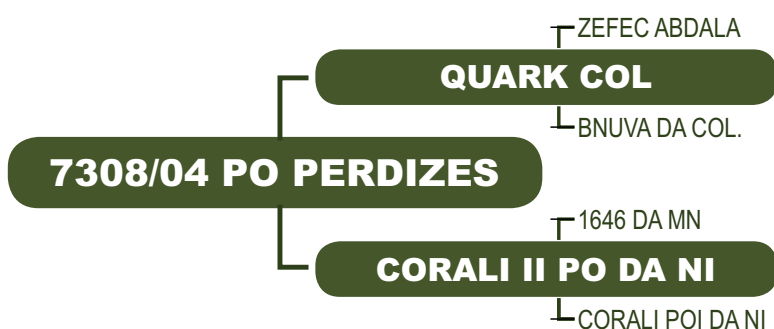 ZEFEC ABDALA
QUARK COL
BNUVA DA COL.
7308/04 PO PERDIZES
1646 DA MN
CORALI II PO DA NI
CORALI POI DA NI